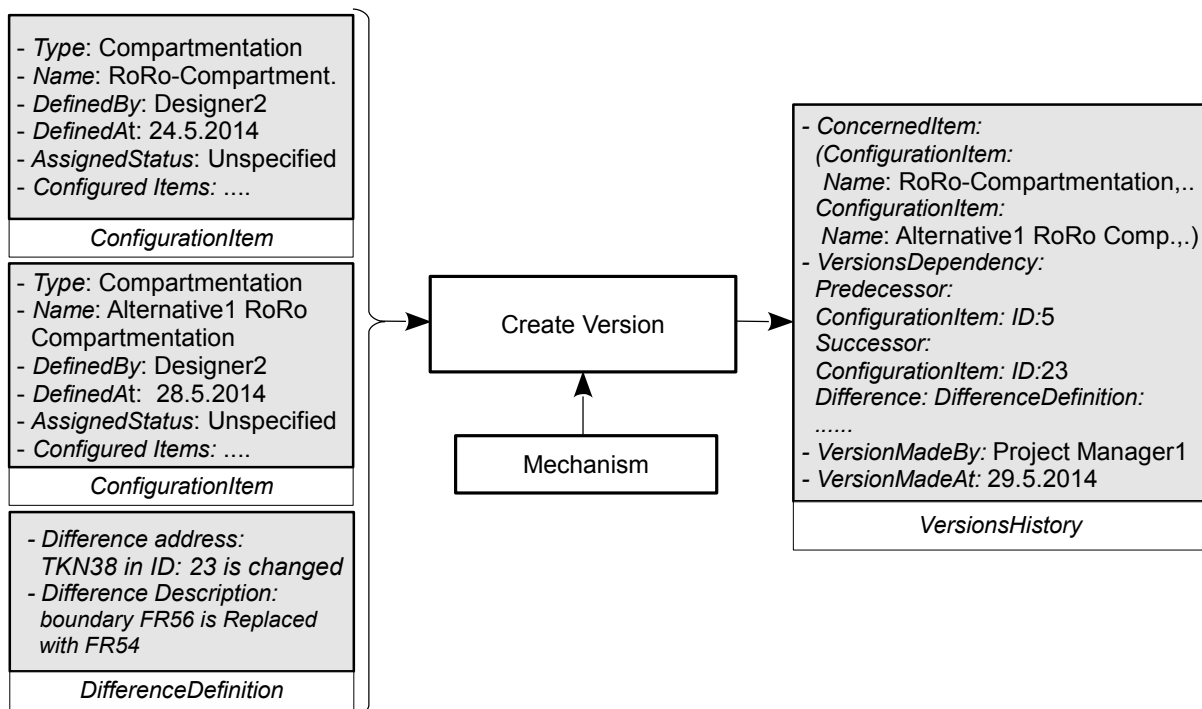 - Type: Compartmentation
- Name: RoRo-Compartment.
- DefinedBy: Designer2
- DefinedAt: 24.5.2014
- AssignedStatus: Unspecified
- Configured Items: ....
ConfigurationItem
- Type: Compartmentation
- Name: Alternative1 RoRo
Compartmentation
- DefinedBy: Designer2
- DefinedAt: 28.5.2014
- AssignedStatus: Unspecified
- Configured Items: ....
ConfigurationItem
- Difference address:
TKN38 in ID: 23 is changed
- Difference Description:
boundary FR56 is Replaced
with FR54
DifferenceDefinition
Create Version
Mechanism
- ConcernedItem:
(ConfigurationItem:
Name: RoRo-Compartmentation,..
ConfigurationItem:
Name: Alternative1 RoRo Comp.,.)
- VersionsDependency:
Predecessor:
ConfigurationItem: ID:5
Successor:
ConfigurationItem: ID:23
Difference: DifferenceDefinition:
......
- VersionMadeBy: Project Manager1
- VersionMadeAt: 29.5.2014
VersionsHistory